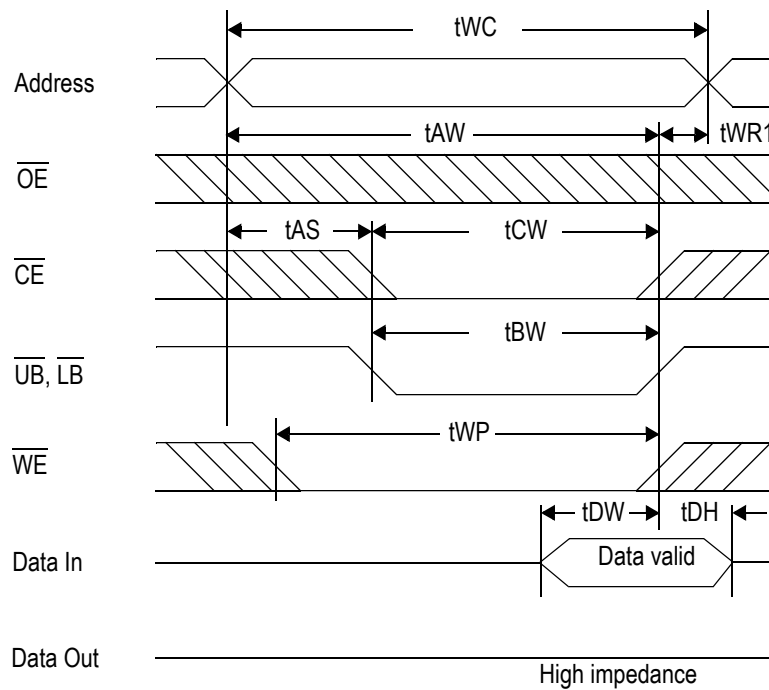 tWC
Address
tAW
tWR1
OE
tAS
tCW
CE
tBW
UB, LB
tWP
WE
tDW
tDH
Data In
Data valid
Data Out
High impedance